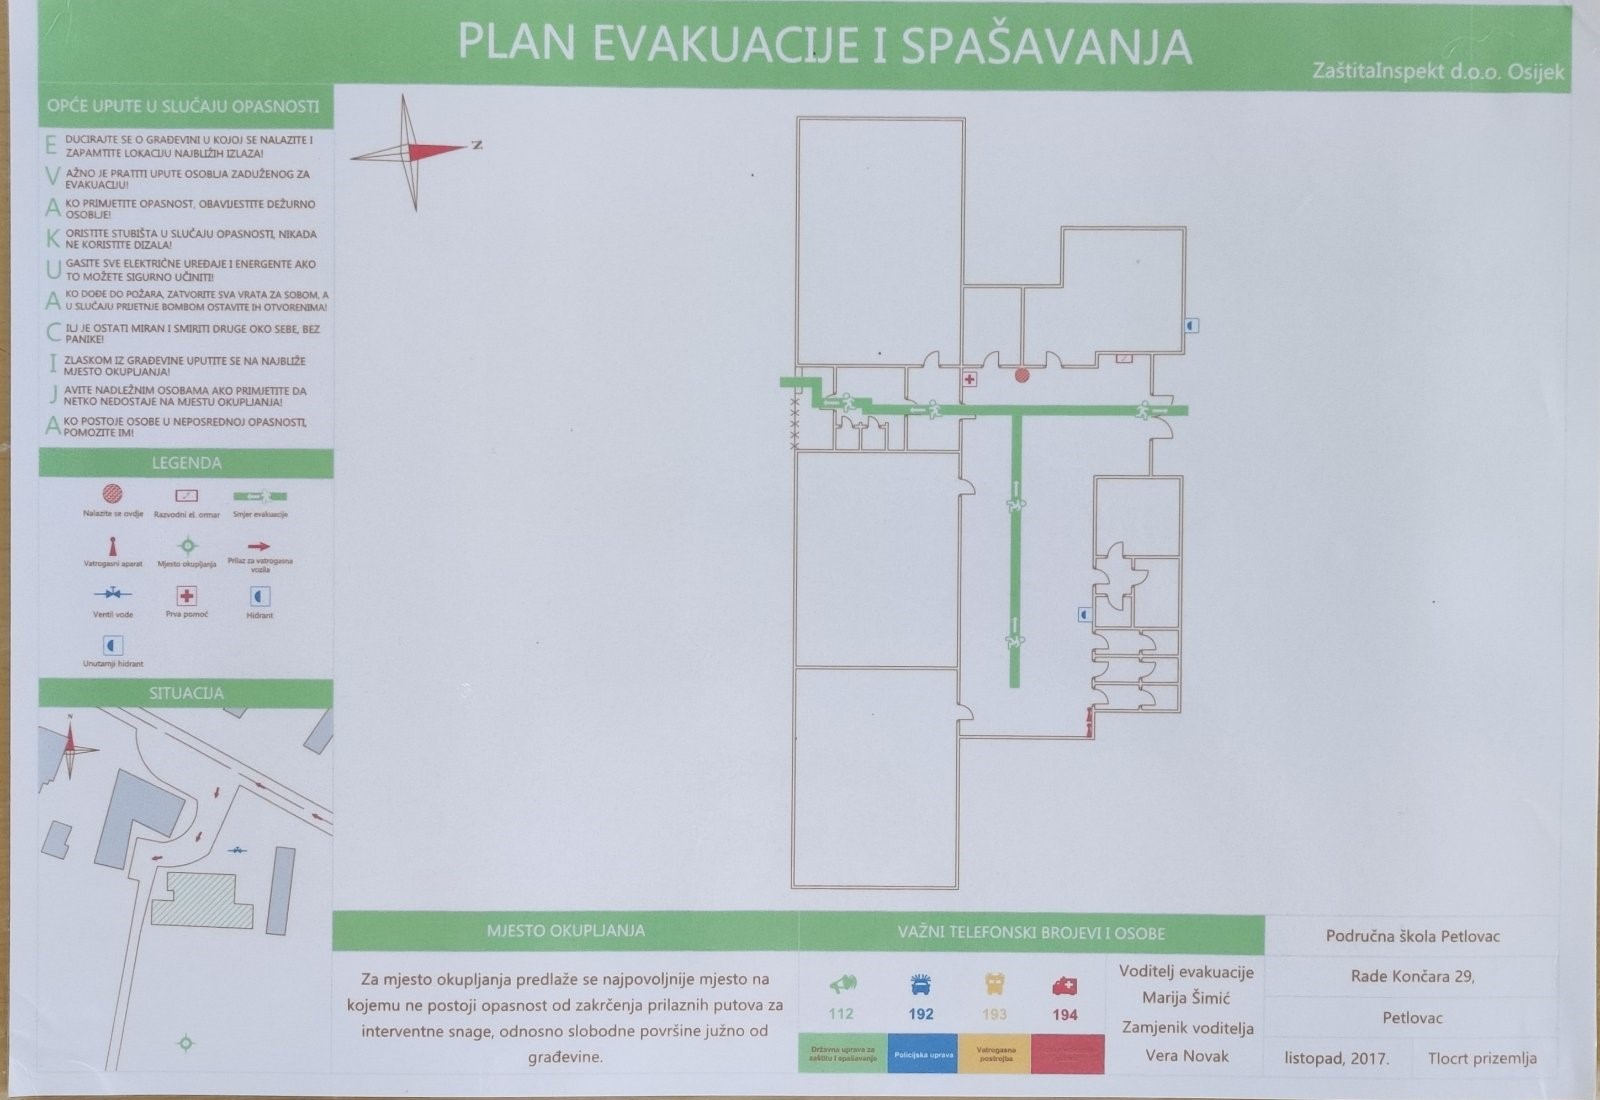 PLAN EVAKUACIJE I SPAŠAVANJA
ZaštitaInspekt d.o.o. Osijek
OPĆE UPUTE U SLUČAJU OPASNOSTI
E DUCIRAJTE SE O GRAĐEVINI U KOJOJ SE NALAZITE I
ZAPAMTITE LOKACIJU NAJBLIŽIH IZLAZA!
V AŽNO JE PRATITI UPUTE OSOBLJA ZADUŽENOG ZA
EVAKUACIJU!
A KO PRIMJETITE OPASNOST, OBAVIJESTITE DEŽURNO
OSOBLJE!
K ORISTITE STUBIŠTA U SLUČAJU OPASNOSTI, NIKADA
NE KORISTITE DIZALA!
U GASITE SVE ELEKTRIČNE UREĐAJE I ENERGENTE AKO
TO MOŽETE SIGURNO UČINITI!
A KO DOĐE DO POŽARA, ZATVORITE SVA VRATA ZA SOBOM, A
U SLUČAJU PRIJETNJE BOMBOM OSTAVITE IH OTVORENIMA!
C ILJ JE OSTATI MIRAN I SMIRITI DRUGE OKO SEBE, BEZ
PANIKE!
I ZLASKOM IZ GRAĐEVINE UPUTITE SE NA NAJBLIŽE
MJESTO OKUPLJANJA!
J AVITE NADLEŽNIM OSOBAMA AKO PRIMJETITE DA
NETKO NEDOSTAJE NA MJESTU OKUPLJANJA!
A KO POSTOJE OSOBE U NEPOSREDNOJ OPASNOSTI,
POMOZITE IM!
LEGENDA
Nalazite se ovdje
Razvodni el. ormar
Smjer evakuacije
Vatrogasni aparat
Mjesto okupljanja
Prilaz za vatrogasna
vozila
Ventil vode
Prva pomoć
Hidrant
Unutarnji hidrant
SITUACIJA
N
N
MJESTO OKUPLJANJA
Za mjesto okupljanja predlaže se najpovoljnije mjesto na
kojemu ne postoji opasnost od zakrčenja prilaznih putova za
interventne snage, odnosno slobodne površine južno od
građevine.
VAŽNI TELEFONSKI BROJEVI I OSOBE
112
192
193
194
Državna uprava za
zaštitu i spašavanje
Policijska uprava
Vatrogasna
postrojba
Voditelj evakuacije
Marija Šimić
Zamjenik voditelja
Vera Novak
Područna škola Petlovac
Rade Končara 29,
Petlovac
listopad, 2017.
Tlocrt prizemlja